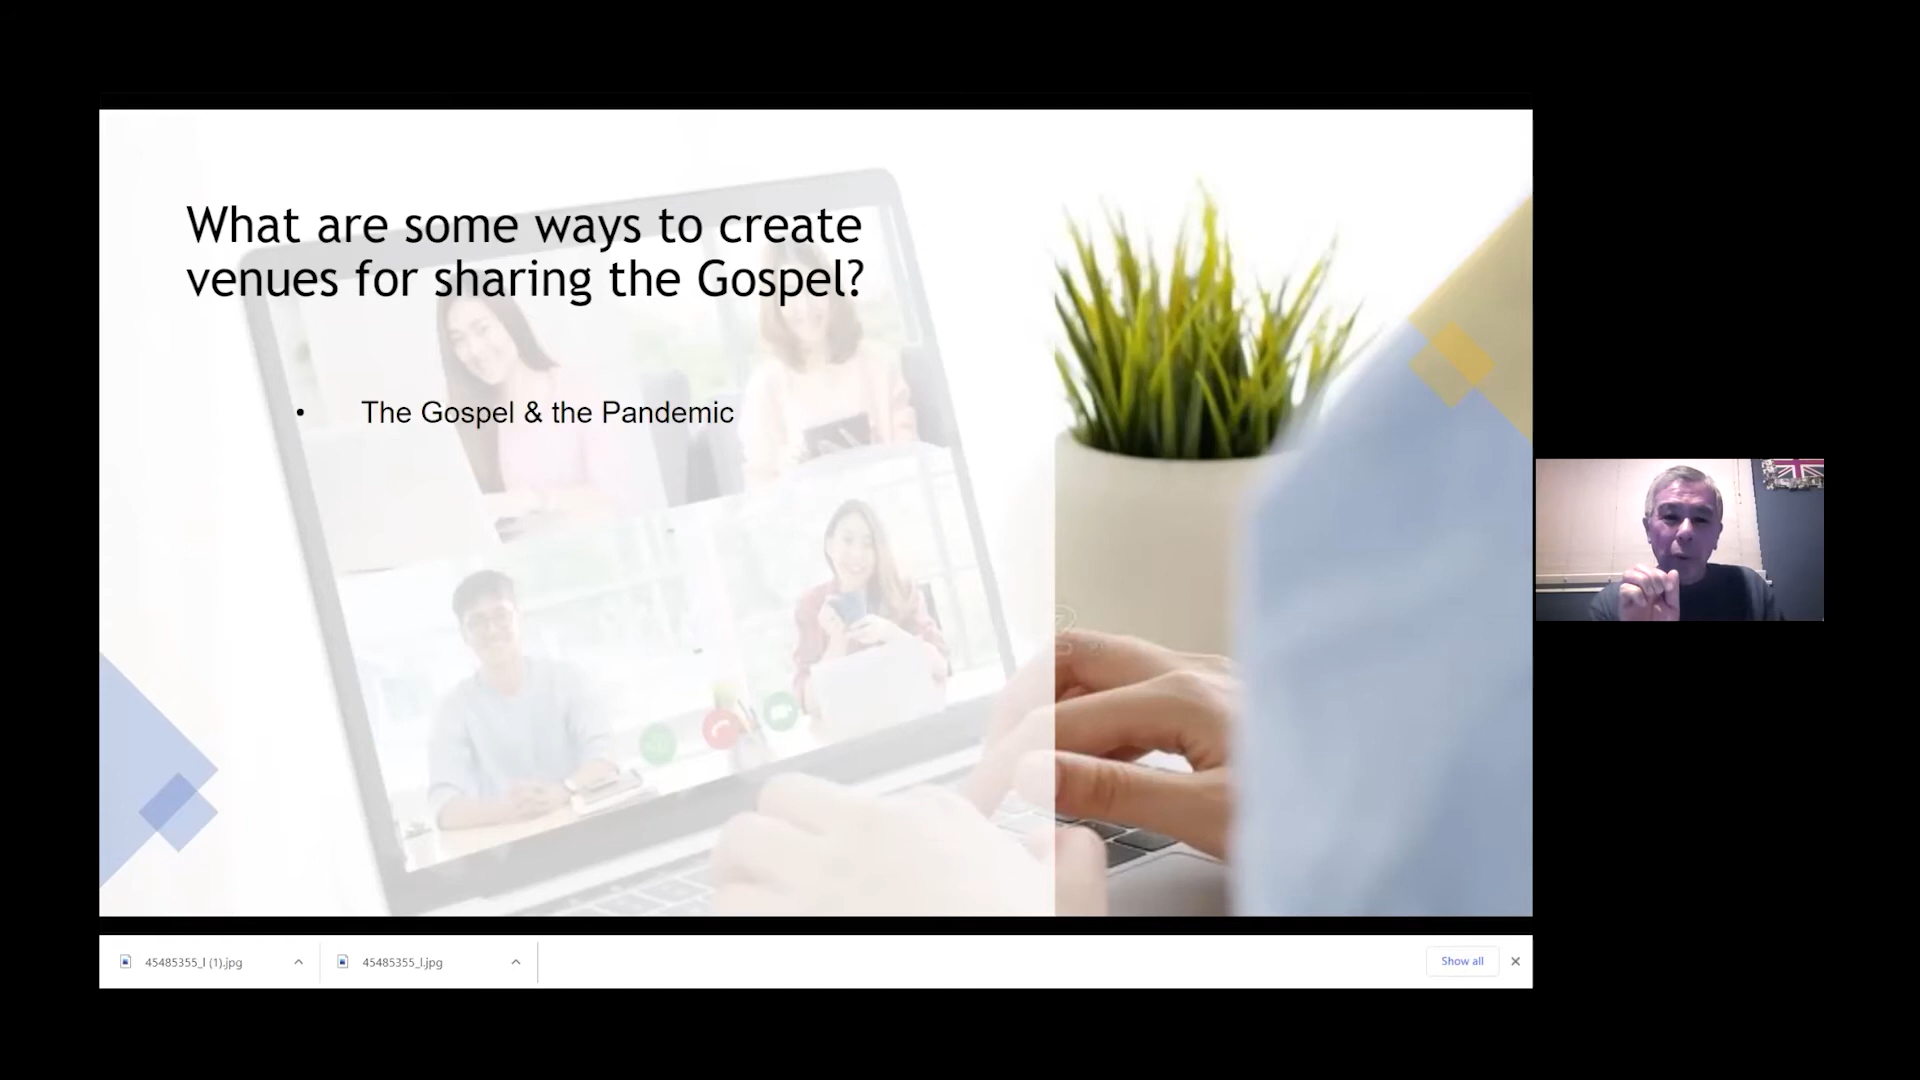 What are some ways to create
venues for sharing the Gospel?
• The Gospel & the Pandemic
45485355_l (1).jpg
45485355_l.jpg
Show all